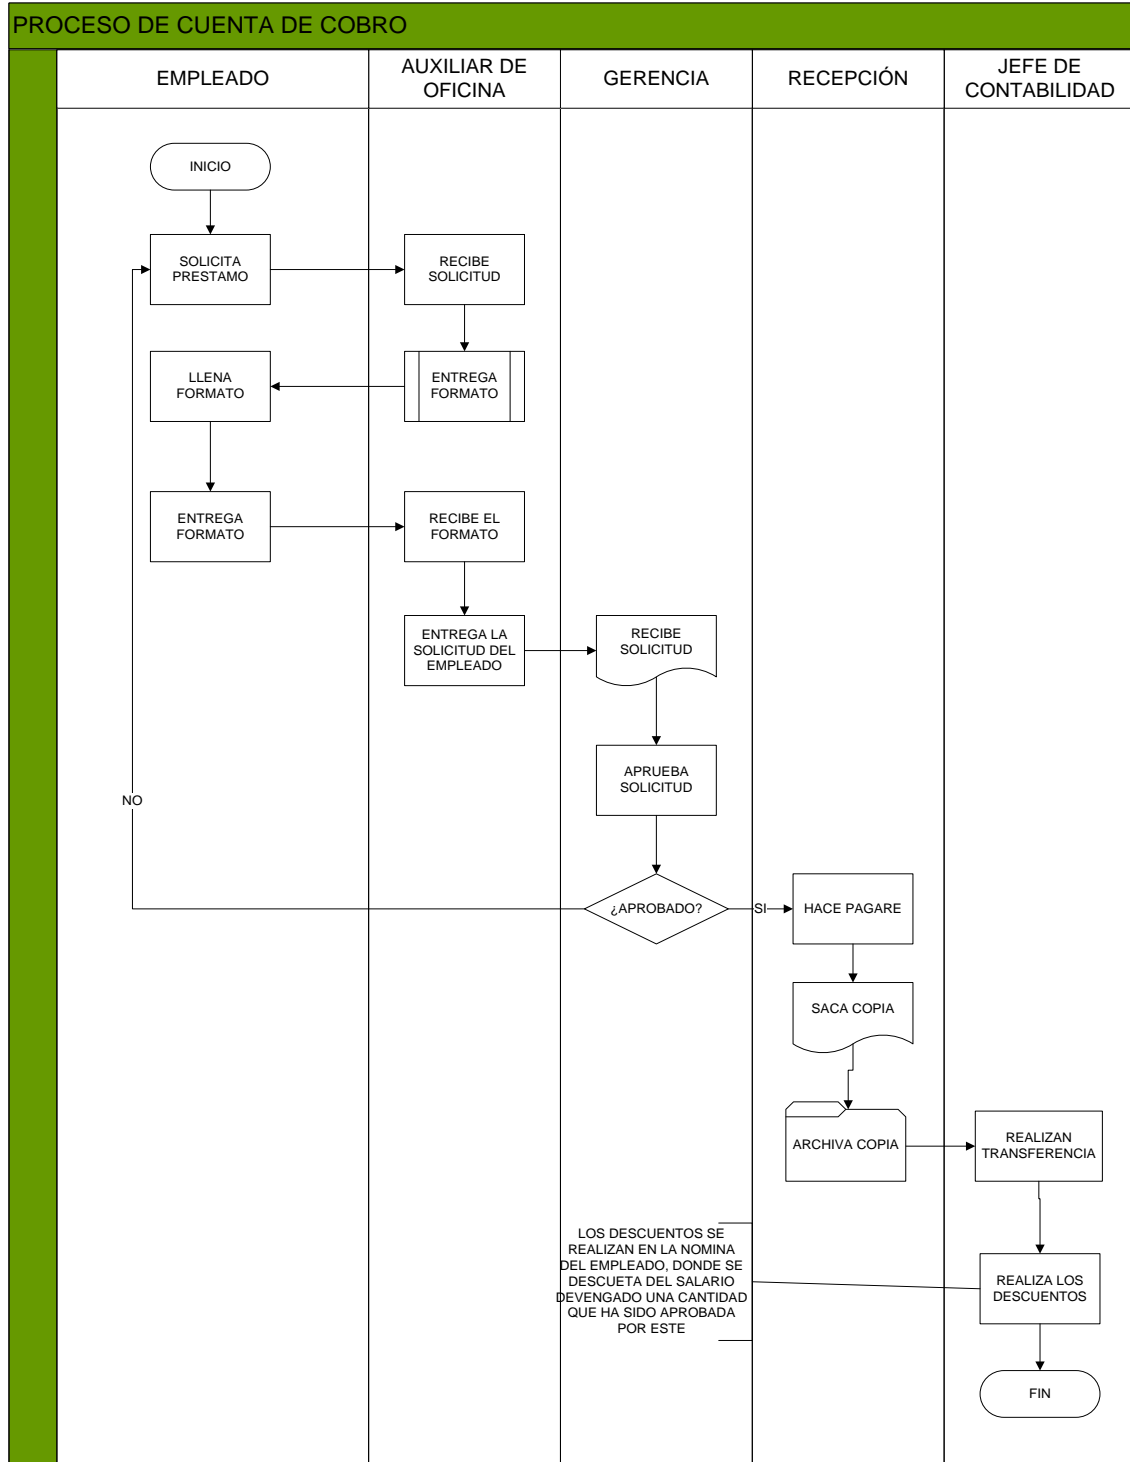 PROCESO DE CUENTA DE COBRO
EMPLEADO
AUXILIAR DE
OFICINA
GERENCIA
RECEPCIÓN
JEFE DE
CONTABILIDAD
INICIO
SOLICITA
PRESTAMO
RECIBE
SOLICITUD
LLENA
FORMATO
ENTREGA
FORMATO
ENTREGA
FORMATO
RECIBE EL
FORMATO
ENTREGA LA
SOLICITUD DEL
EMPLEADO
RECIBE
SOLICITUD
APRUEBA
SOLICITUD
NO
¿APROBADO?
SI
HACE PAGARE
SACA COPIA
ARCHIVA COPIA
REALIZAN
TRANSFERENCIA
LOS DESCUENTOS SE
REALIZAN EN LA NOMINA
DEL EMPLEADO, DONDE SE
DESCUETA DEL SALARIO
DEVENGADO UNA CANTIDAD
QUE HA SIDO APROBADA
POR ESTE
REALIZA LOS
DESCUENTOS
FIN